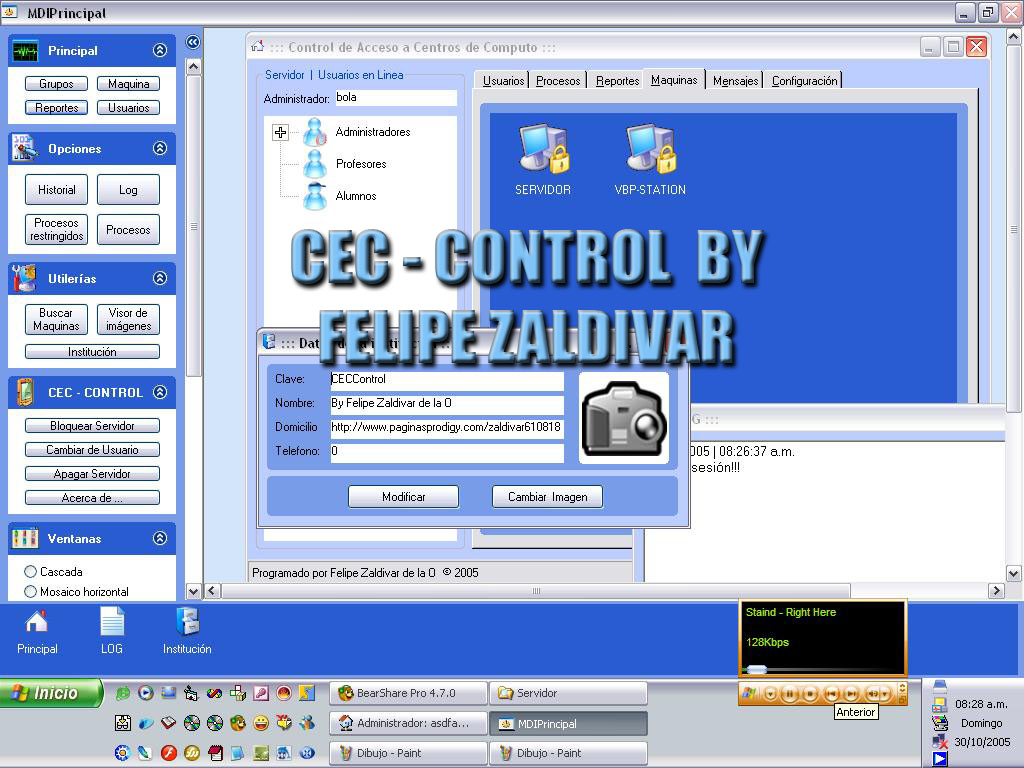 MDIPrincipal
Principal
Grupos
Maquina
Reportes
Usuarios
Opciones
Historial
Log
Procesos restringidos
Procesos
Utilerías
Buscar Maquinas
Visor de imágenes
Institución
CEC - CONTROL
Bloquear Servidor
Cambiar de Usuario
Apagar Servidor
Acerca de ...
Ventanas
Cascada
Mosaico horizontal
::: Control de Acceso a Centros de Computo :::
Servidor | Usuarios en Linea
Administrador: bola
Administradores
Profesores
Alumnos
Usuarios
Procesos
Reportes
Maquinas
Mensajes
Configuración
SERVIDOR
VBP-STATION
CEC - CONTROL BY
FELIPE ZALDIVAR
Clave: CECControl
Nombre: By Felipe Zaldivar de la O
Domicilio http://www.paginasprodigy.com/zaldivar610818
Telefono: 0
Modificar
Cambiar Imagen
G :::
005 | 08:26:37 a.m.
sesión!!!
Programado por Felipe Zaldivar de la O © 2005
Principal
LOG
Institución
Staind - Right Here
128Kbps
Anterior
Inicio
BearShare Pro 4.7.0
Servidor
Administrador: asdfa...
MDIPrincipal
Dibujo - Paint
Dibujo - Paint
08:28 a.m.
Domingo
30/10/2005